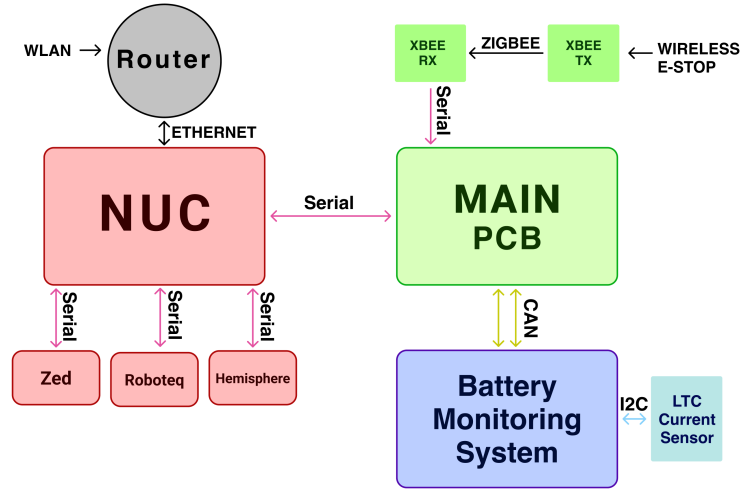 WLAN
Router
XBEE
RX
ZIGBEE
XBEE
TX
WIRELESS
E-STOP
ETHERNET
Serial
NUC
Serial
MAIN
PCB
Serial
Serial
Serial
CAN
Zed
Roboteq
Hemisphere
Battery
Monitoring
System
I2C
LTC
Current
Sensor